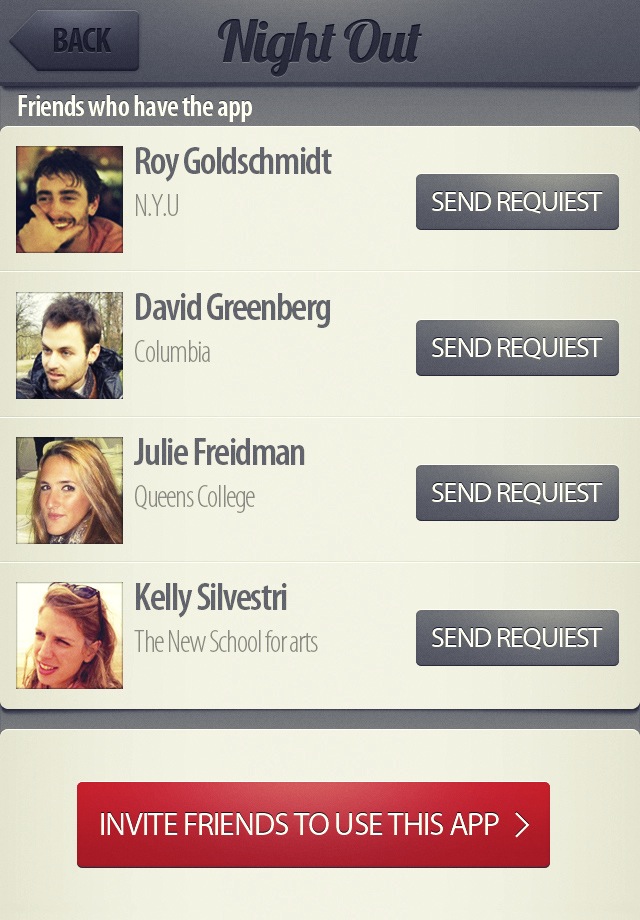 BACK
Night Out
Friends who have the app
Roy Goldschmidt
N.Y.U
SEND REQUIEST
David Greenberg
Columbia
SEND REQUIEST
Julie Freidman
Queens College
SEND REQUIEST
Kelly Silvestri
The New School for arts
SEND REQUIEST
INVITE FRIENDS TO USE THIS APP >